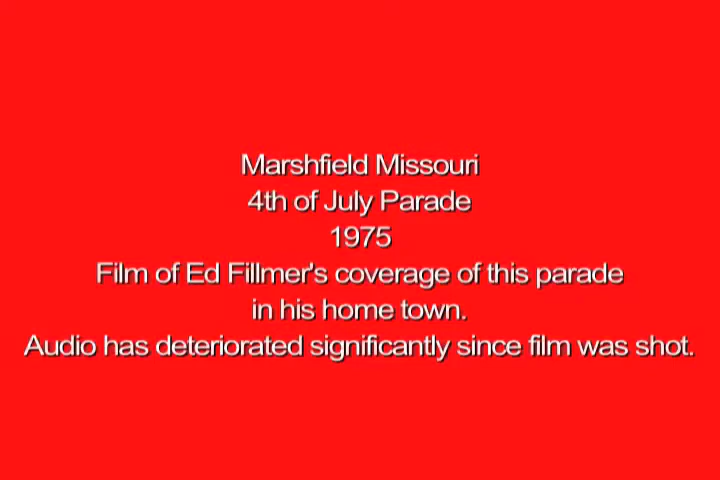 Marshfield Missouri
4th of July Parade
1975
Film of Ed Fillmer's coverage of this parade
in his home town.
Audio has deteriorated significantly since film was shot.